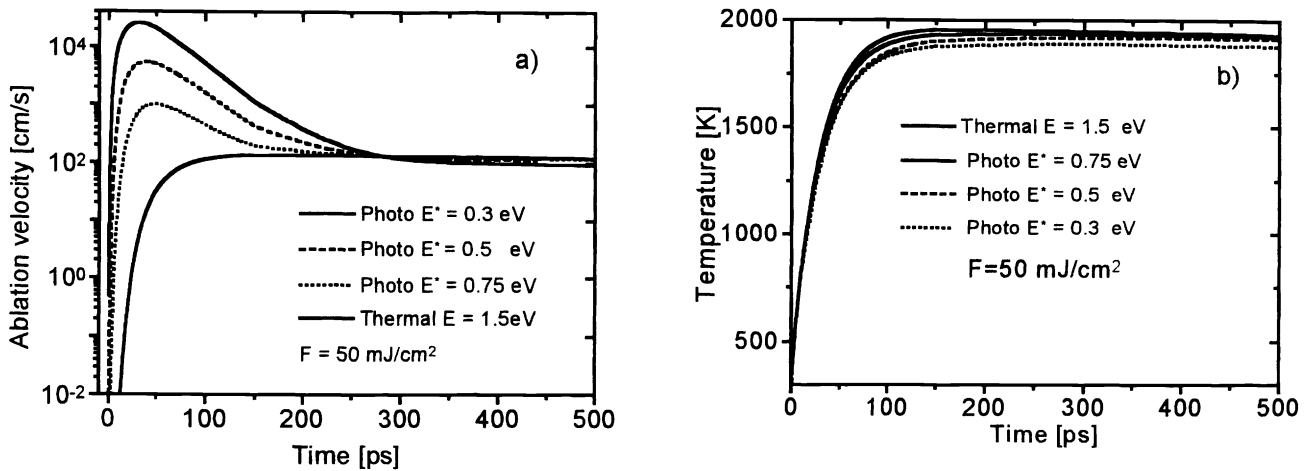 a)
Ablation velocity [cm/s]
10⁴
10²
10⁰
10⁻²
Photo E* = 0.3 eV
Photo E* = 0.5 eV
Photo E* = 0.75 eV
Thermal E = 1.5eV
F = 50 mJ/cm²
0 100 200 300 400 500
Time [ps]
b)
Temperature [K]
2000
1500
1000
500
Thermal E = 1.5 eV
Photo E* = 0.75 eV
Photo E* = 0.5 eV
Photo E* = 0.3 eV
F=50 mJ/cm²
0 100 200 300 400 500
Time [ps]